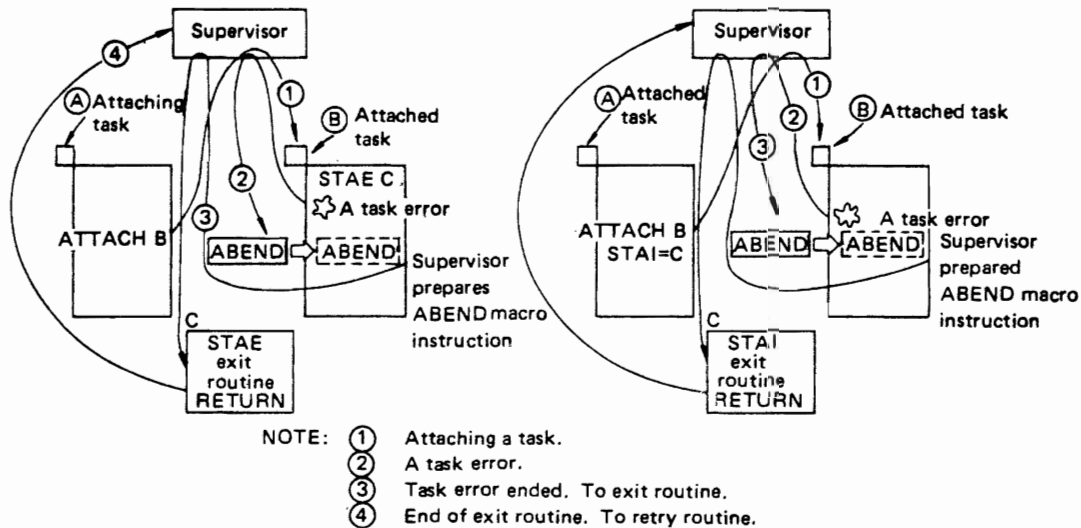 Supervisor
④
Ⓐ Attaching
task
①
Ⓑ Attached
task
②
STAE C
A task error
③
ATTACH B
ABEND
ABEND
Supervisor
prepares
ABEND macro
instruction
C
STAE
exit
routine
RETURN
Supervisor
Ⓐ Attached
task
①
②
Ⓑ Attached task
③
A task error
ATTACH B
STAI=C
ABEND
ABEND
Supervisor
prepared
ABEND macro
instruction
C
STAI
exit
routine
RETURN
NOTE: ① Attaching a task.
② A task error.
③ Task error ended. To exit routine.
④ End of exit routine. To retry routine.